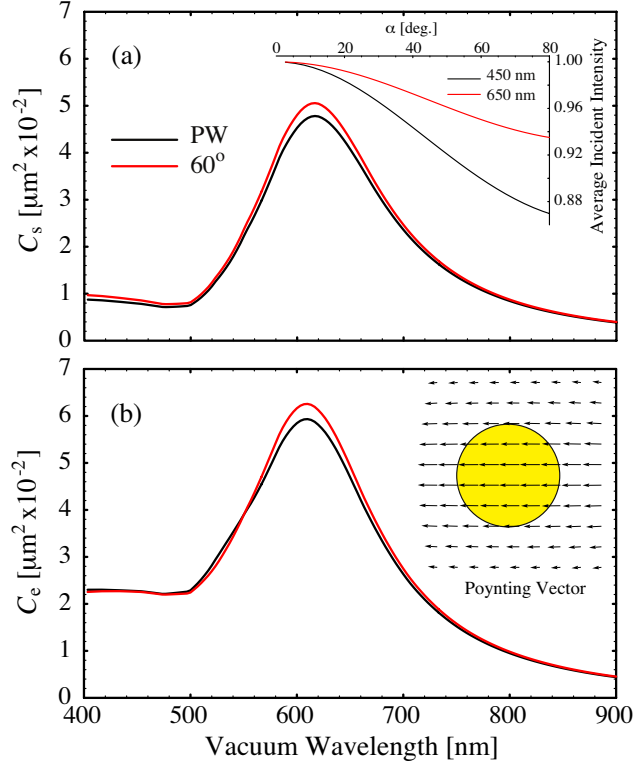 7
6
5
4
3
2
1
0
C_s [μm² x10⁻²]
(a)
PW
60°
α [deg.]
0 20 40 60 80
450 nm
650 nm
1.00
0.96
0.92
0.88
Average Incident Intensity
7
6
5
4
3
2
1
0
C_e [μm² x10⁻²]
(b)
Poynting Vector
400 500 600 700 800 900
Vacuum Wavelength [nm]